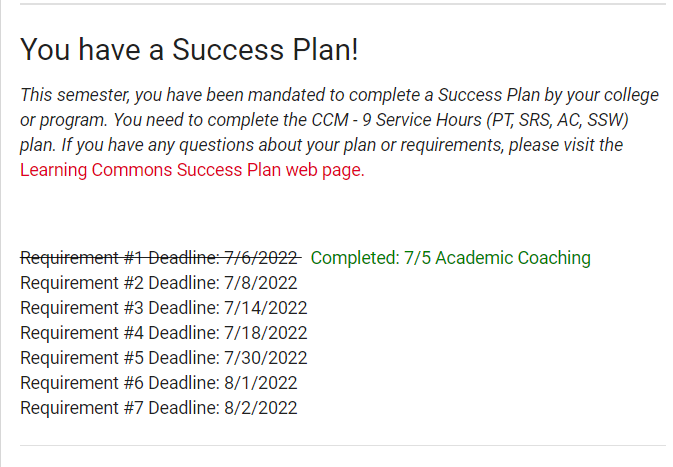 You have a Success Plan!
This semester, you have been mandated to complete a Success Plan by your college
or program. You need to complete the CCM - 9 Service Hours (PT, SRS, AC, SSW)
plan. If you have any questions about your plan or requirements, please visit the
Learning Commons Success Plan web page.
Requirement #1 Deadline: 7/6/2022 Completed: 7/5 Academic Coaching
Requirement #2 Deadline: 7/8/2022
Requirement #3 Deadline: 7/14/2022
Requirement #4 Deadline: 7/18/2022
Requirement #5 Deadline: 7/30/2022
Requirement #6 Deadline: 8/1/2022
Requirement #7 Deadline: 8/2/2022